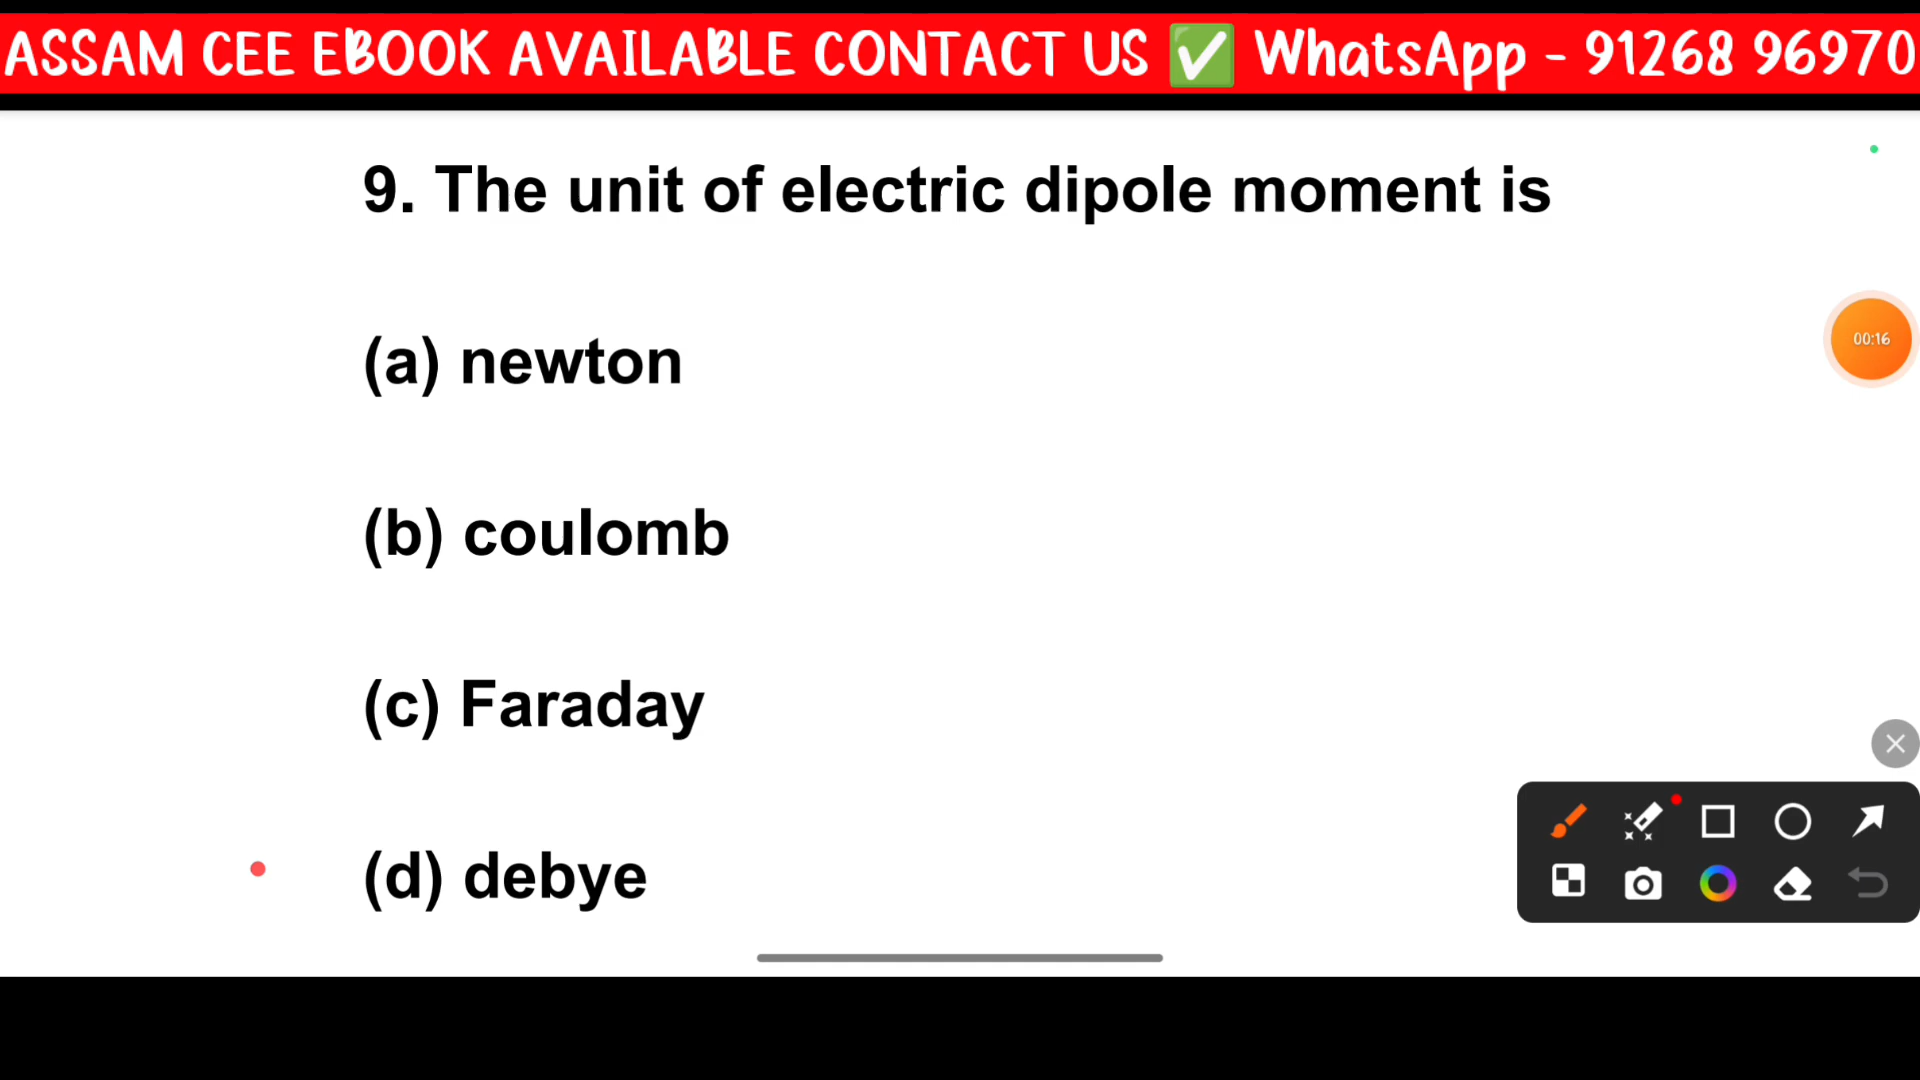 ASSAM CEE EBOOK AVAILABLE CONTACT US ✅ WhatsApp - 91268 96970
9. The unit of electric dipole moment is
00:16
(a) newton
(b) coulomb
(c) Faraday
(d) debye